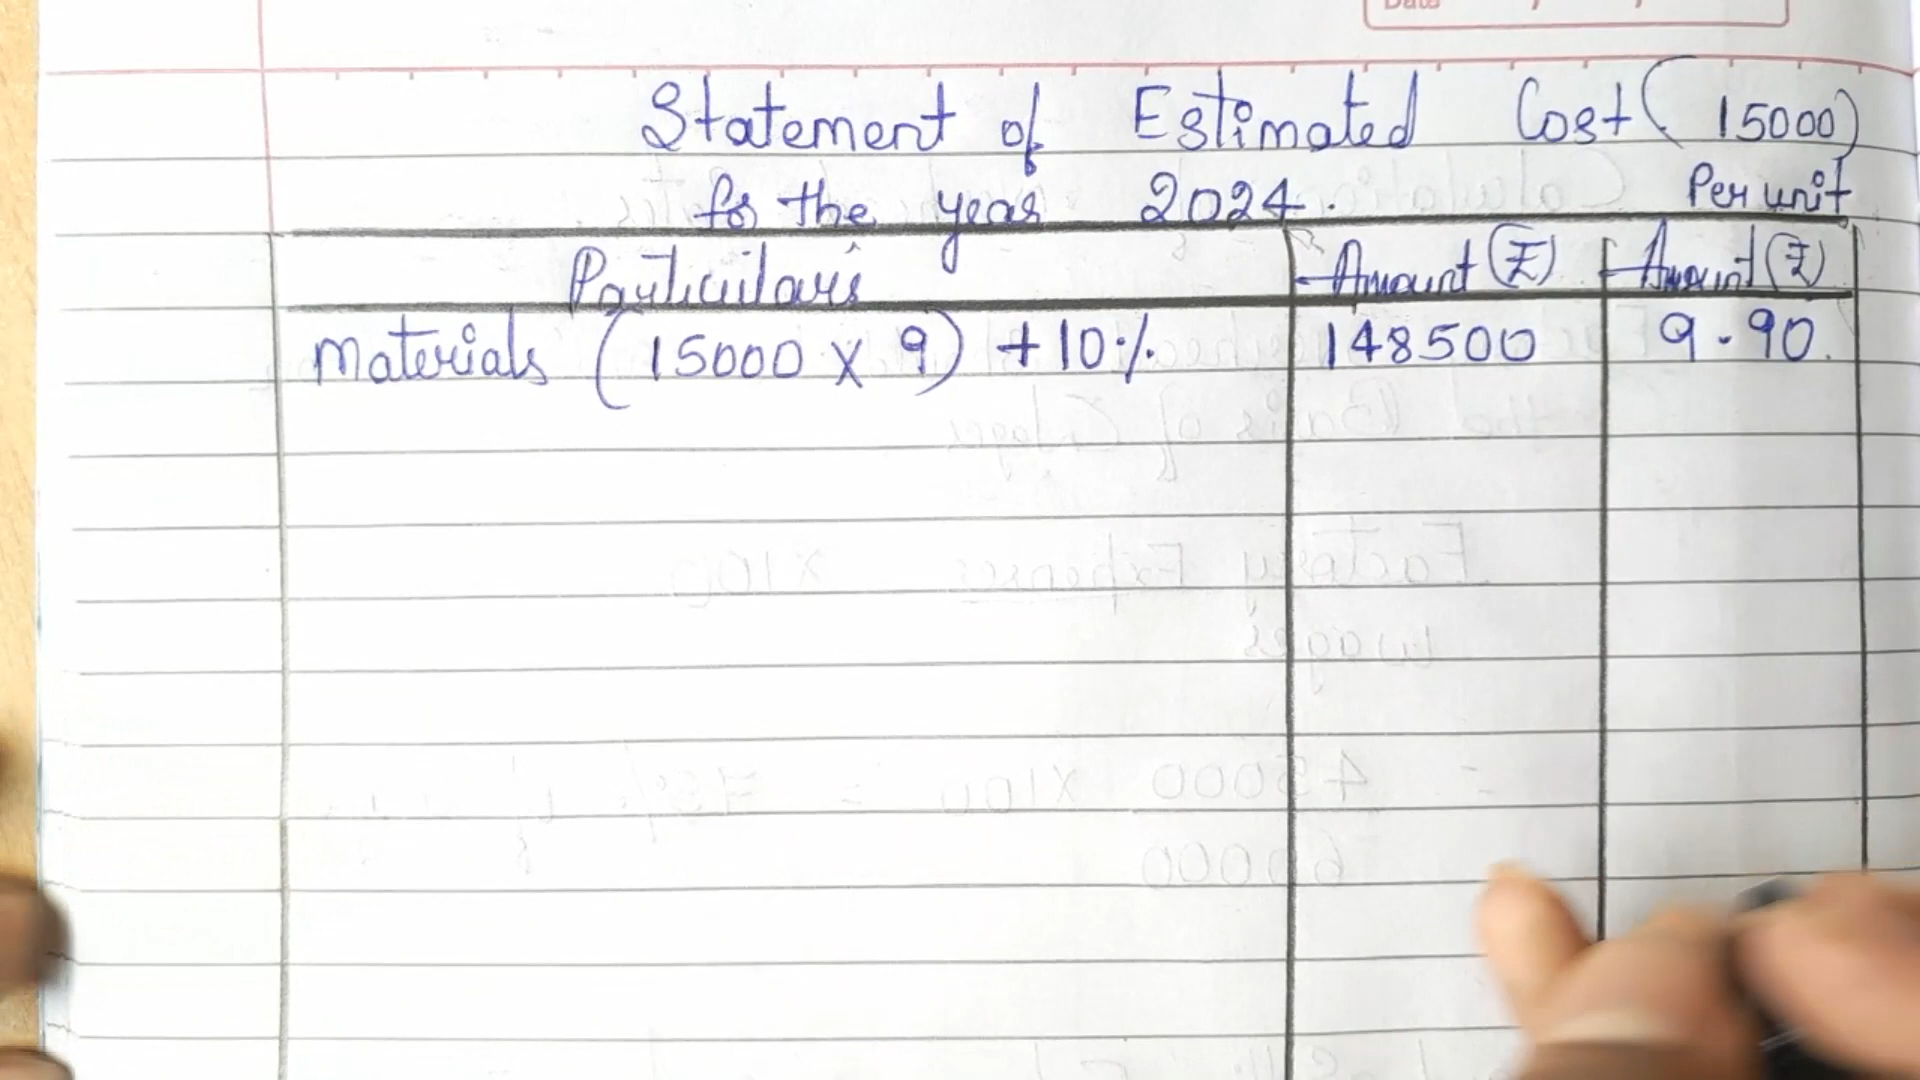 Date
Statement of Estimated Cost (15000)
for the year 2024. Per unit
Particulars Amount (₹) Amount (₹)
Materials (15000 x 9) + 10% 148500 9.90